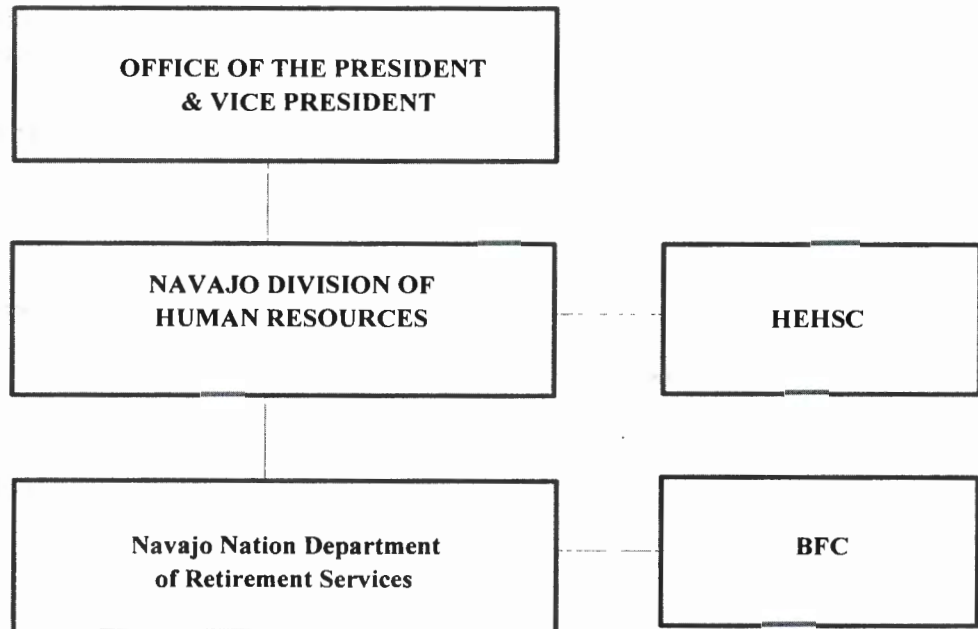 OFFICE OF THE PRESIDENT
& VICE PRESIDENT
NAVAJO DIVISION OF
HUMAN RESOURCES
HEHSC
Navajo Nation Department
of Retirement Services
BFC